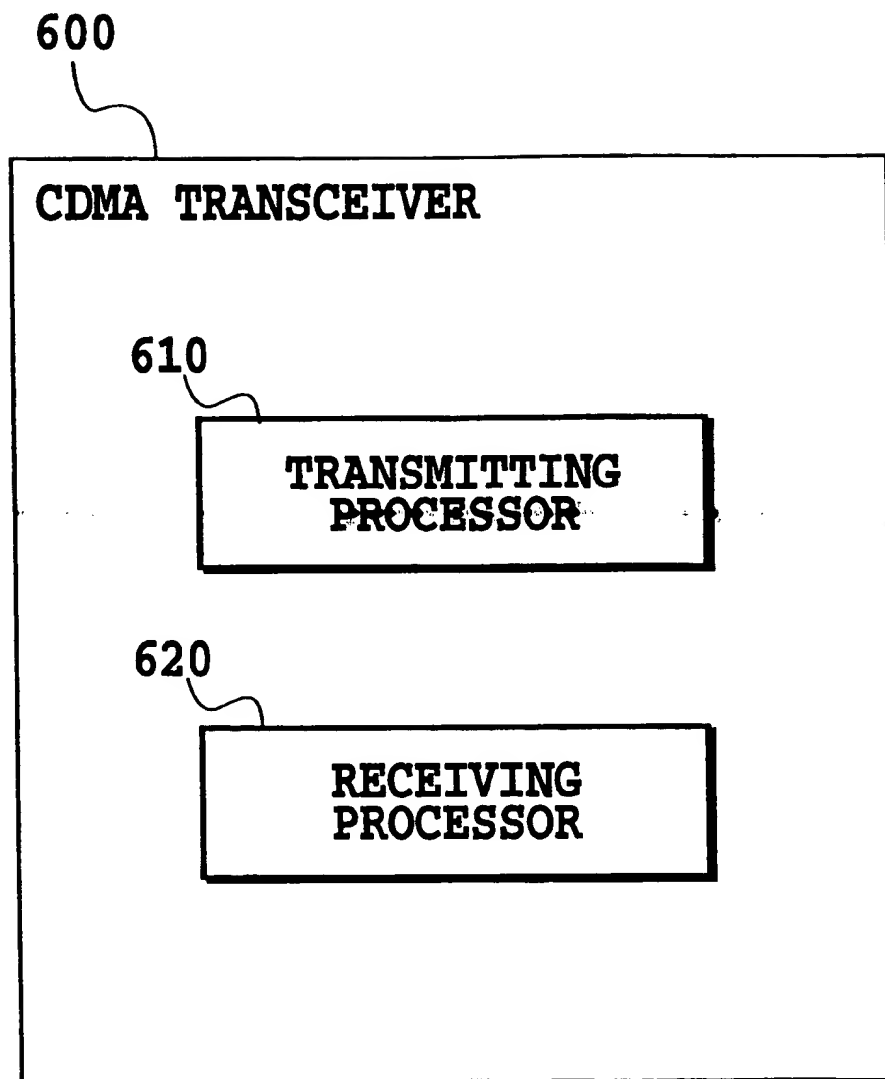 600
CDMA TRANSCEIVER
610
TRANSMITTING
PROCESSOR
620
RECEIVING
PROCESSOR